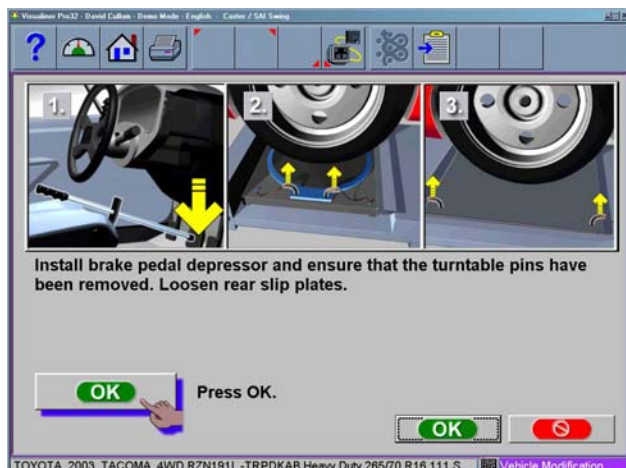 Visualiner Pro32 - David Cullum - Demo Mode - English - Caster / SAI Swing
?
1. 2. 3.
Install brake pedal depressor and ensure that the turntable pins have
been removed. Loosen rear slip plates.
OK Press OK.
OK
TOYOTA, 2003, TACOMA, 4WD RZN191L -TRPDKAB Heavy Duty 265/70 R16 111 S Vehicle Modification